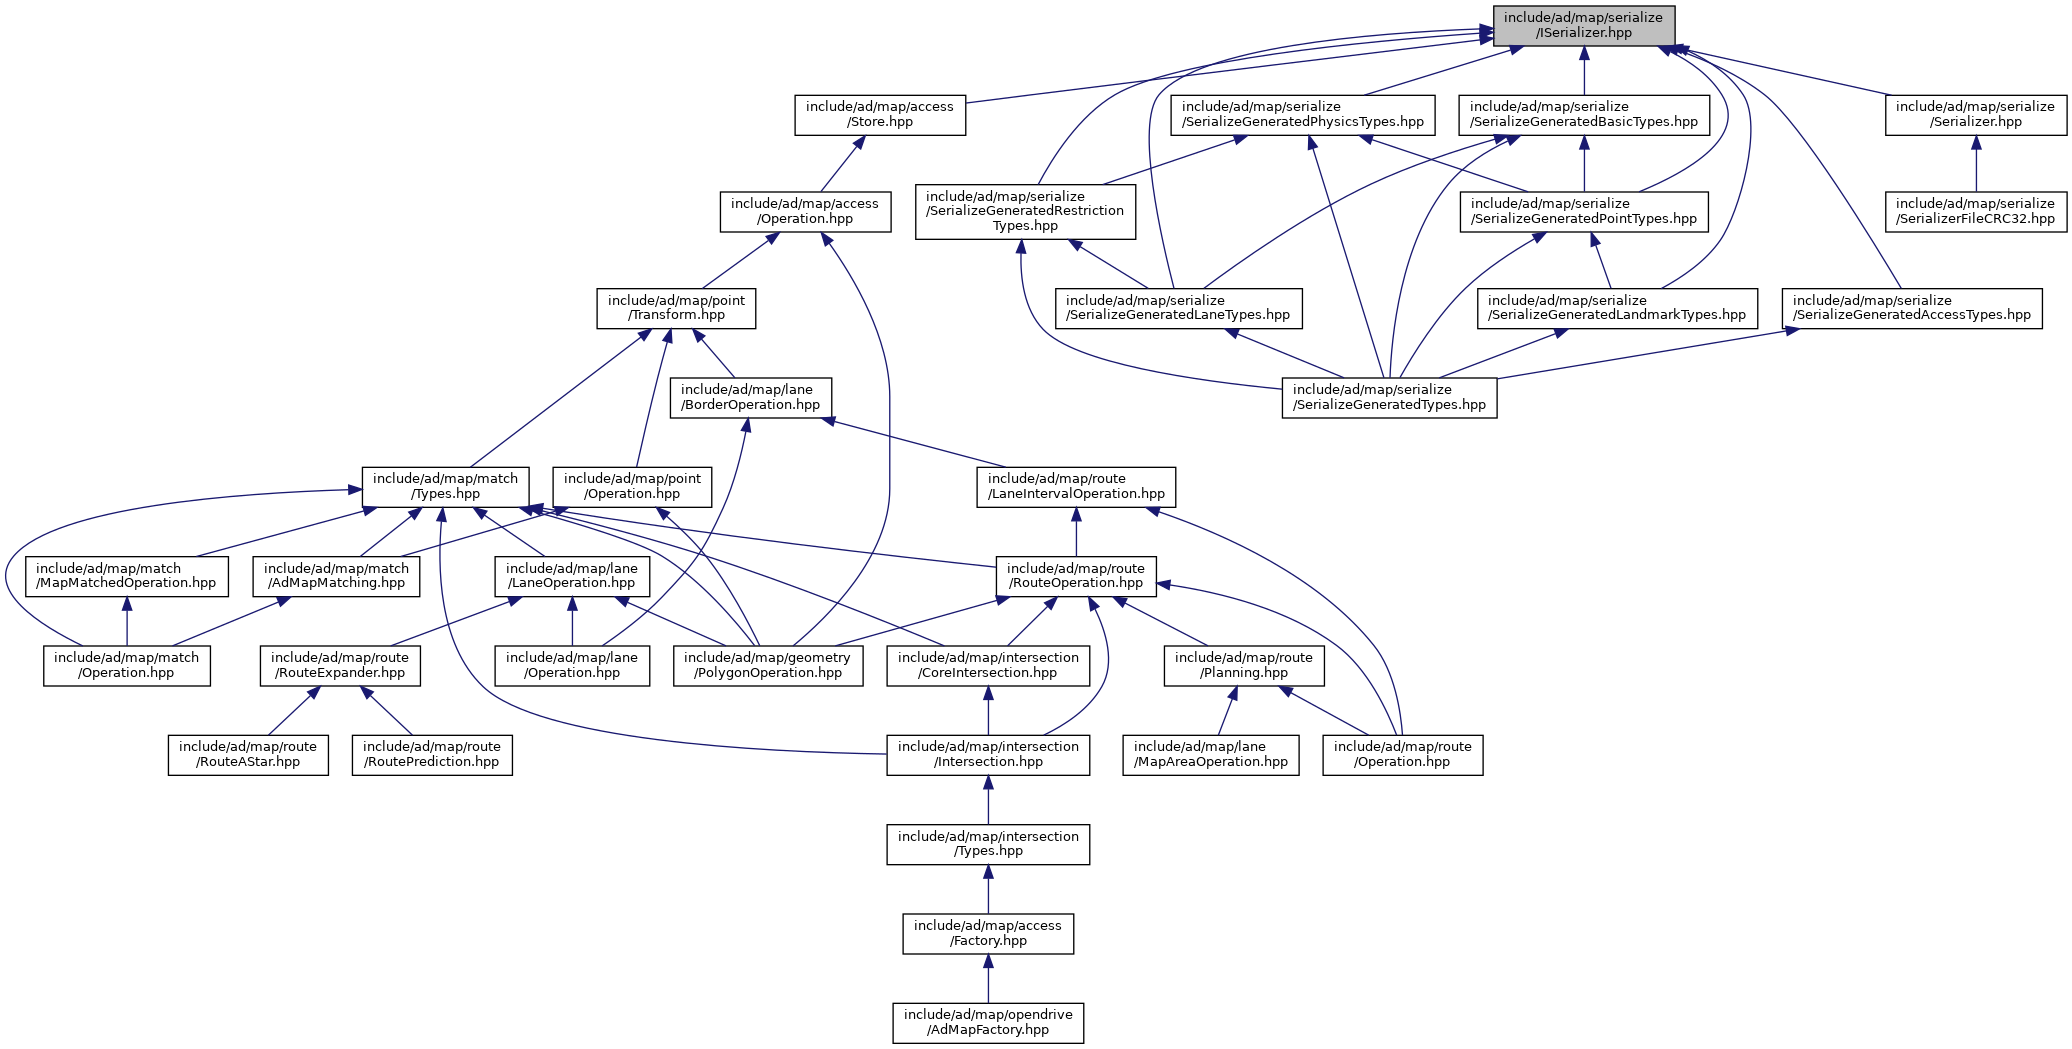 include/ad/map/serialize
/ISerializer.hpp
include/ad/map/access
/Store.hpp
include/ad/map/serialize
/SerializeGeneratedPhysicsTypes.hpp
include/ad/map/serialize
/SerializeGeneratedBasicTypes.hpp
include/ad/map/serialize
/Serializer.hpp
include/ad/map/access
/Operation.hpp
include/ad/map/serialize
/SerializeGeneratedRestriction
Types.hpp
include/ad/map/serialize
/SerializeGeneratedPointTypes.hpp
include/ad/map/serialize
/SerializerFileCRC32.hpp
include/ad/map/point
/Transform.hpp
include/ad/map/serialize
/SerializeGeneratedLaneTypes.hpp
include/ad/map/serialize
/SerializeGeneratedLandmarkTypes.hpp
include/ad/map/serialize
/SerializeGeneratedAccessTypes.hpp
include/ad/map/lane
/BorderOperation.hpp
include/ad/map/serialize
/SerializeGeneratedTypes.hpp
include/ad/map/match
/Types.hpp
include/ad/map/point
/Operation.hpp
include/ad/map/route
/LaneIntervalOperation.hpp
include/ad/map/match
/MapMatchedOperation.hpp
include/ad/map/match
/AdMapMatching.hpp
include/ad/map/lane
/LaneOperation.hpp
include/ad/map/route
/RouteOperation.hpp
include/ad/map/match
/Operation.hpp
include/ad/map/route
/RouteExpander.hpp
include/ad/map/lane
/Operation.hpp
include/ad/map/geometry
/PolygonOperation.hpp
include/ad/map/intersection
/CoreIntersection.hpp
include/ad/map/route
/Planning.hpp
include/ad/map/route
/RouteAStar.hpp
include/ad/map/route
/RoutePrediction.hpp
include/ad/map/intersection
/Intersection.hpp
include/ad/map/lane
/MapAreaOperation.hpp
include/ad/map/route
/Operation.hpp
include/ad/map/intersection
/Types.hpp
include/ad/map/access
/Factory.hpp
include/ad/map/opendrive
/AdMapFactory.hpp